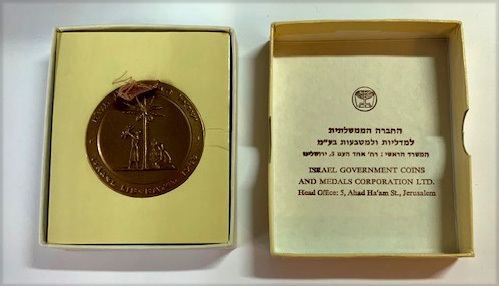 החברה הממשלתית
למדליות ולמטבעות בע"מ
המשרד הראשי: רח' אחד העם 5, ירושלים
ISRAEL GOVERNMENT COINS
AND MEDALS CORPORATION LTD.
Head Office: 5, Ahad Ha'am St., Jerusalem